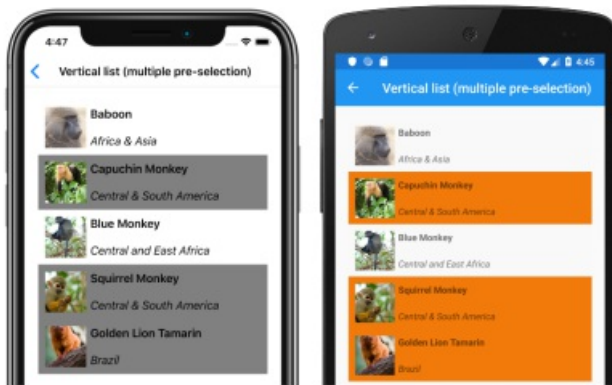 4:47
Vertical list (multiple pre-selection)
Baboon
Africa & Asia
Capuchin Monkey
Central & South America
Blue Monkey
Central and East Africa
Squirrel Monkey
Central & South America
Golden Lion Tamarin
Brazil
4:45
Vertical list (multiple pre-selection)
Baboon
Africa & Asia
Capuchin Monkey
Central & South America
Blue Monkey
Central and East Africa
Squirrel Monkey
Central & South America
Golden Lion Tamarin
Brazil